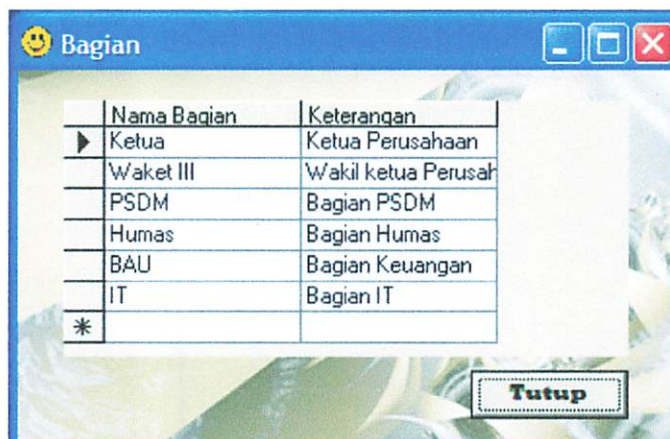 Bagian
Nama Bagian Keterangan
Ketua Ketua Perusahaan
Waket III Wakil ketua Perusah
PSDM Bagian PSDM
Humas Bagian Humas
BAU Bagian Keuangan
IT Bagian IT
*
Tutup